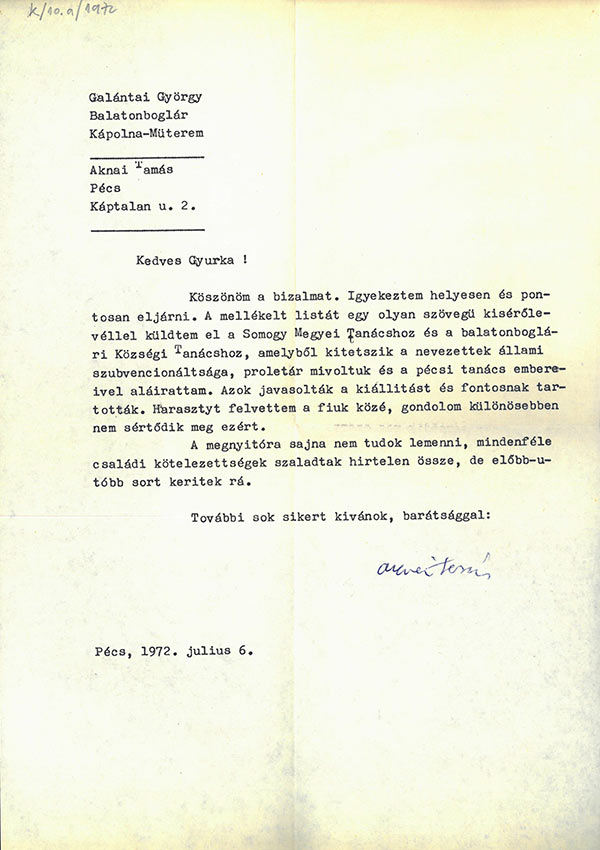 K/10.a/1972
Galántai György
Balatonboglár
Kápolna-Müterem
Aknai Tamás
Pécs
Káptalan u. 2.
Kedves Gyurka !
Köszönöm a bizalmat. Igyekeztem helyesen és pon-
tosan eljárni. A mellékelt listát egy olyan szövegü kisérőle-
véllel küldtem el a Somogy Megyei Tanácshoz és a balatonboglá-
ri Községi Tanácshoz, amelyből kitetszik a nevezettek állami
szubvencionáltsága, proletár mivoltuk és a pécsi tanács embere-
ivel aláirattam. Azok javasolták a kiállitást és fontosnak tar-
tották. Harasztyt felvettem a fiuk közé, gondolom különösebben
nem sértődik meg ezért.
A megnyitóra sajna nem tudok lemenni, mindenféle
családi kötelezettségek szaladtak hirtelen össze, de előbb-u-
tóbb sort keritek rá.
További sok sikert kivánok, barátsággal:
Aknai Tamás
Pécs, 1972. julius 6.